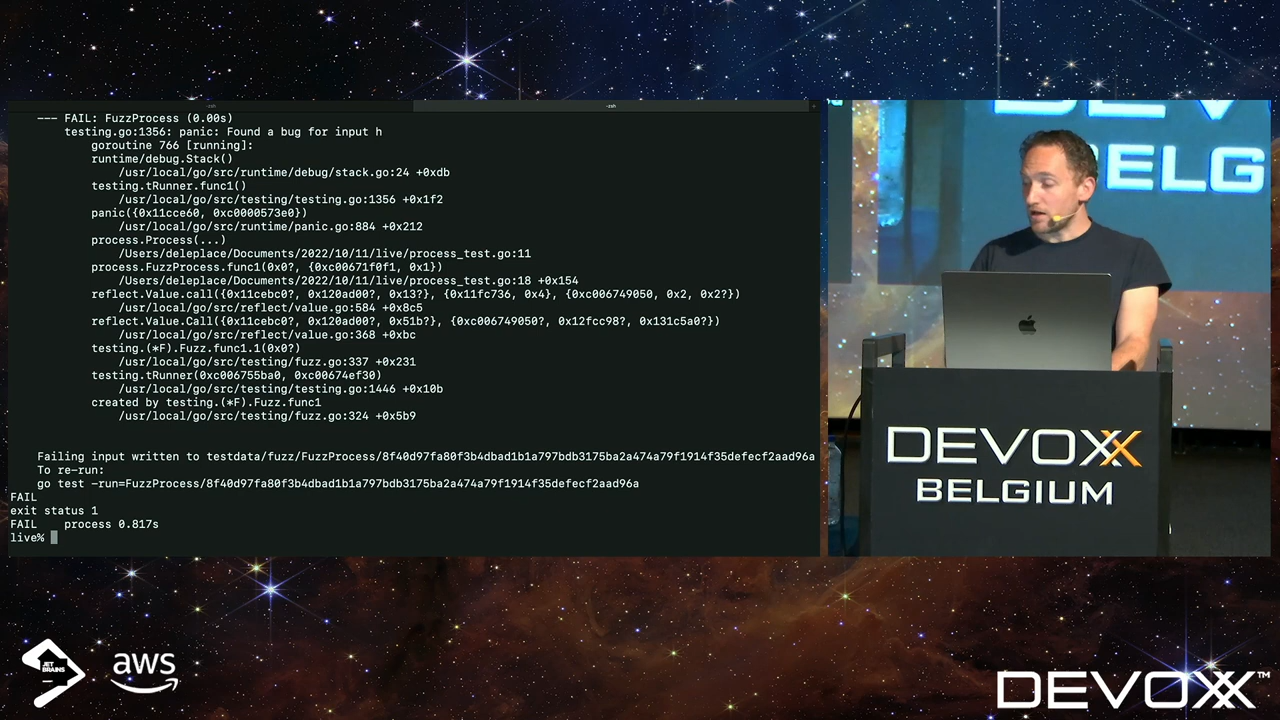 -zsh
-zsh
--- FAIL: FuzzProcess (0.00s)
testing.go:1356: panic: Found a bug for input h
goroutine 766 [running]:
runtime/debug.Stack()
/usr/local/go/src/runtime/debug/stack.go:24 +0xdb
testing.tRunner.func1()
/usr/local/go/src/testing/testing.go:1356 +0x1f2
panic({0x11cce60, 0xc0000573e0})
/usr/local/go/src/runtime/panic.go:884 +0x212
process.Process(...)
/Users/deleplace/Documents/2022/10/11/live/process_test.go:11
process.FuzzProcess.func1(0x0?, {0xc00671f0f1, 0x1})
/Users/deleplace/Documents/2022/10/11/live/process_test.go:18 +0x154
reflect.Value.call({0x11cebc0?, 0x120ad00?, 0x13?}, {0x11fc736, 0x4}, {0xc006749050, 0x2, 0x2?})
/usr/local/go/src/reflect/value.go:584 +0x8c5
reflect.Value.Call({0x11cebc0?, 0x120ad00?, 0x51b?}, {0xc006749050?, 0x12fcc98?, 0x131c5a0?})
/usr/local/go/src/reflect/value.go:368 +0xbc
testing.(*F).Fuzz.func1.1(0x0?)
/usr/local/go/src/testing/fuzz.go:337 +0x231
testing.tRunner(0xc006755ba0, 0xc00674ef30)
/usr/local/go/src/testing/testing.go:1446 +0x10b
created by testing.(*F).Fuzz.func1
/usr/local/go/src/testing/fuzz.go:324 +0x5b9
Failing input written to testdata/fuzz/FuzzProcess/8f40d97fa80f3b4dbad1b1a797bdb3175ba2a474a79f1914f35defecf2aad96a
To re-run:
go test -run=FuzzProcess/8f40d97fa80f3b4dbad1b1a797bdb3175ba2a474a79f1914f35defecf2aad96a
FAIL
exit status 1
FAIL process 0.817s
live%
BELG
DEVOXX
BELGIUM
JET
BRAINS
aws
DEVOXX™